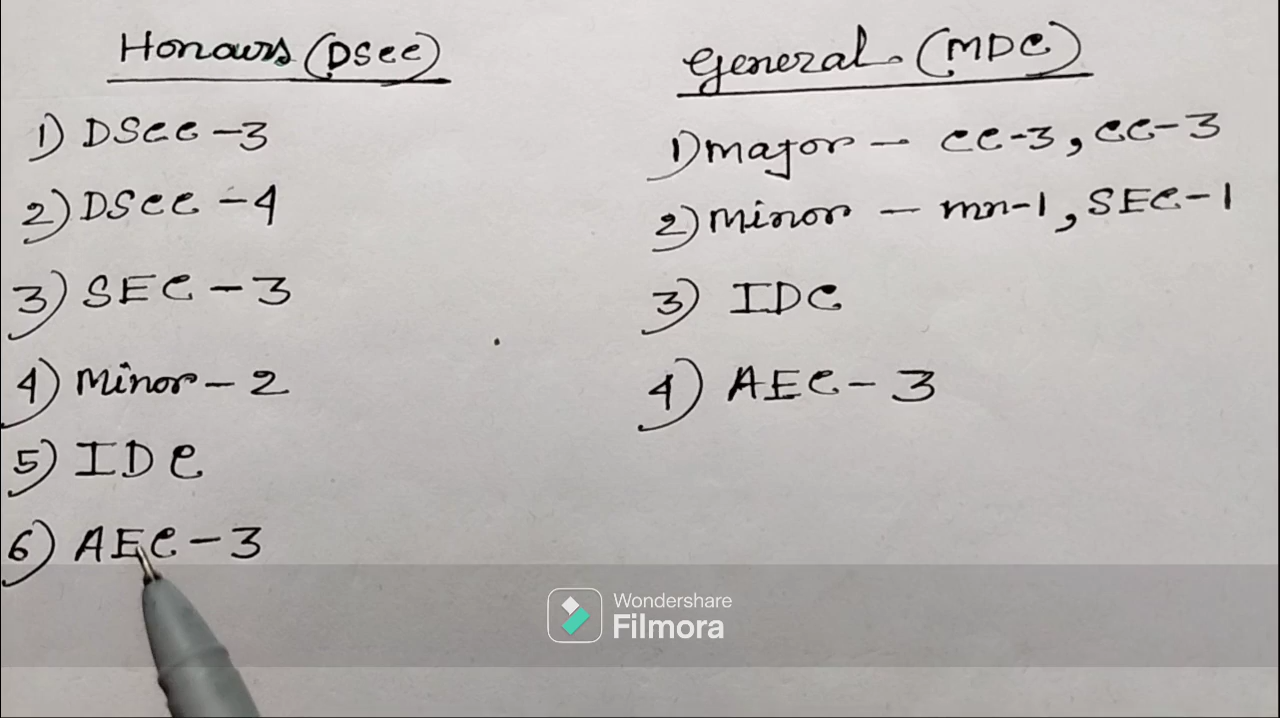 Honours (DSCC)
1) DSCC - 3
2) DSCC - 4
3) SEC - 3
4) Minor - 2
5) IDC
6) AEC - 3
General (MDC)
1) major - CC-3, CC-3
2) minor - mn-1, SEC-1
3) IDC
4) AEC - 3
Wondershare
Filmora